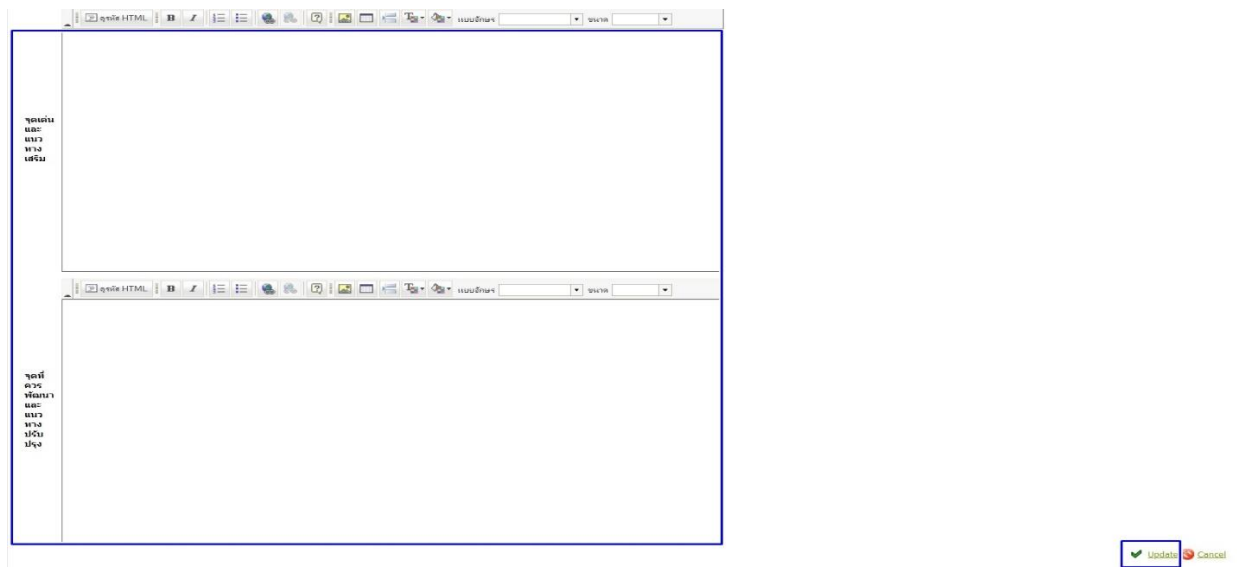 ดูรหัส HTML B I แบบอักษร ขนาด
จุดเด่น
และ
แนว
ทาง
เสริม
ดูรหัส HTML B I แบบอักษร ขนาด
จุดที่
ควร
พัฒนา
และ
แนว
ทาง
ปรับ
ปรุง
Update Cancel